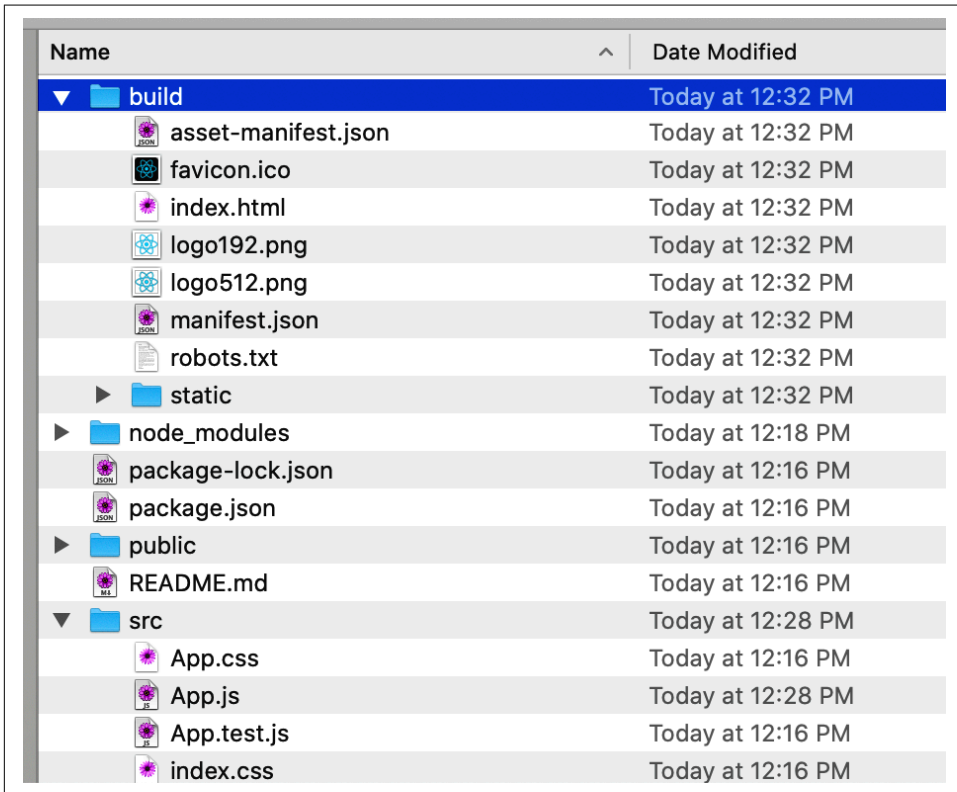 Name Date Modified
build Today at 12:32 PM
JSON asset-manifest.json Today at 12:32 PM
favicon.ico Today at 12:32 PM
index.html Today at 12:32 PM
logo192.png Today at 12:32 PM
logo512.png Today at 12:32 PM
JSON manifest.json Today at 12:32 PM
robots.txt Today at 12:32 PM
static Today at 12:32 PM
node_modules Today at 12:18 PM
JSON package-lock.json Today at 12:16 PM
JSON package.json Today at 12:16 PM
public Today at 12:16 PM
M↓ README.md Today at 12:16 PM
src Today at 12:28 PM
App.css Today at 12:16 PM
JS App.js Today at 12:28 PM
JS App.test.js Today at 12:16 PM
index.css Today at 12:16 PM